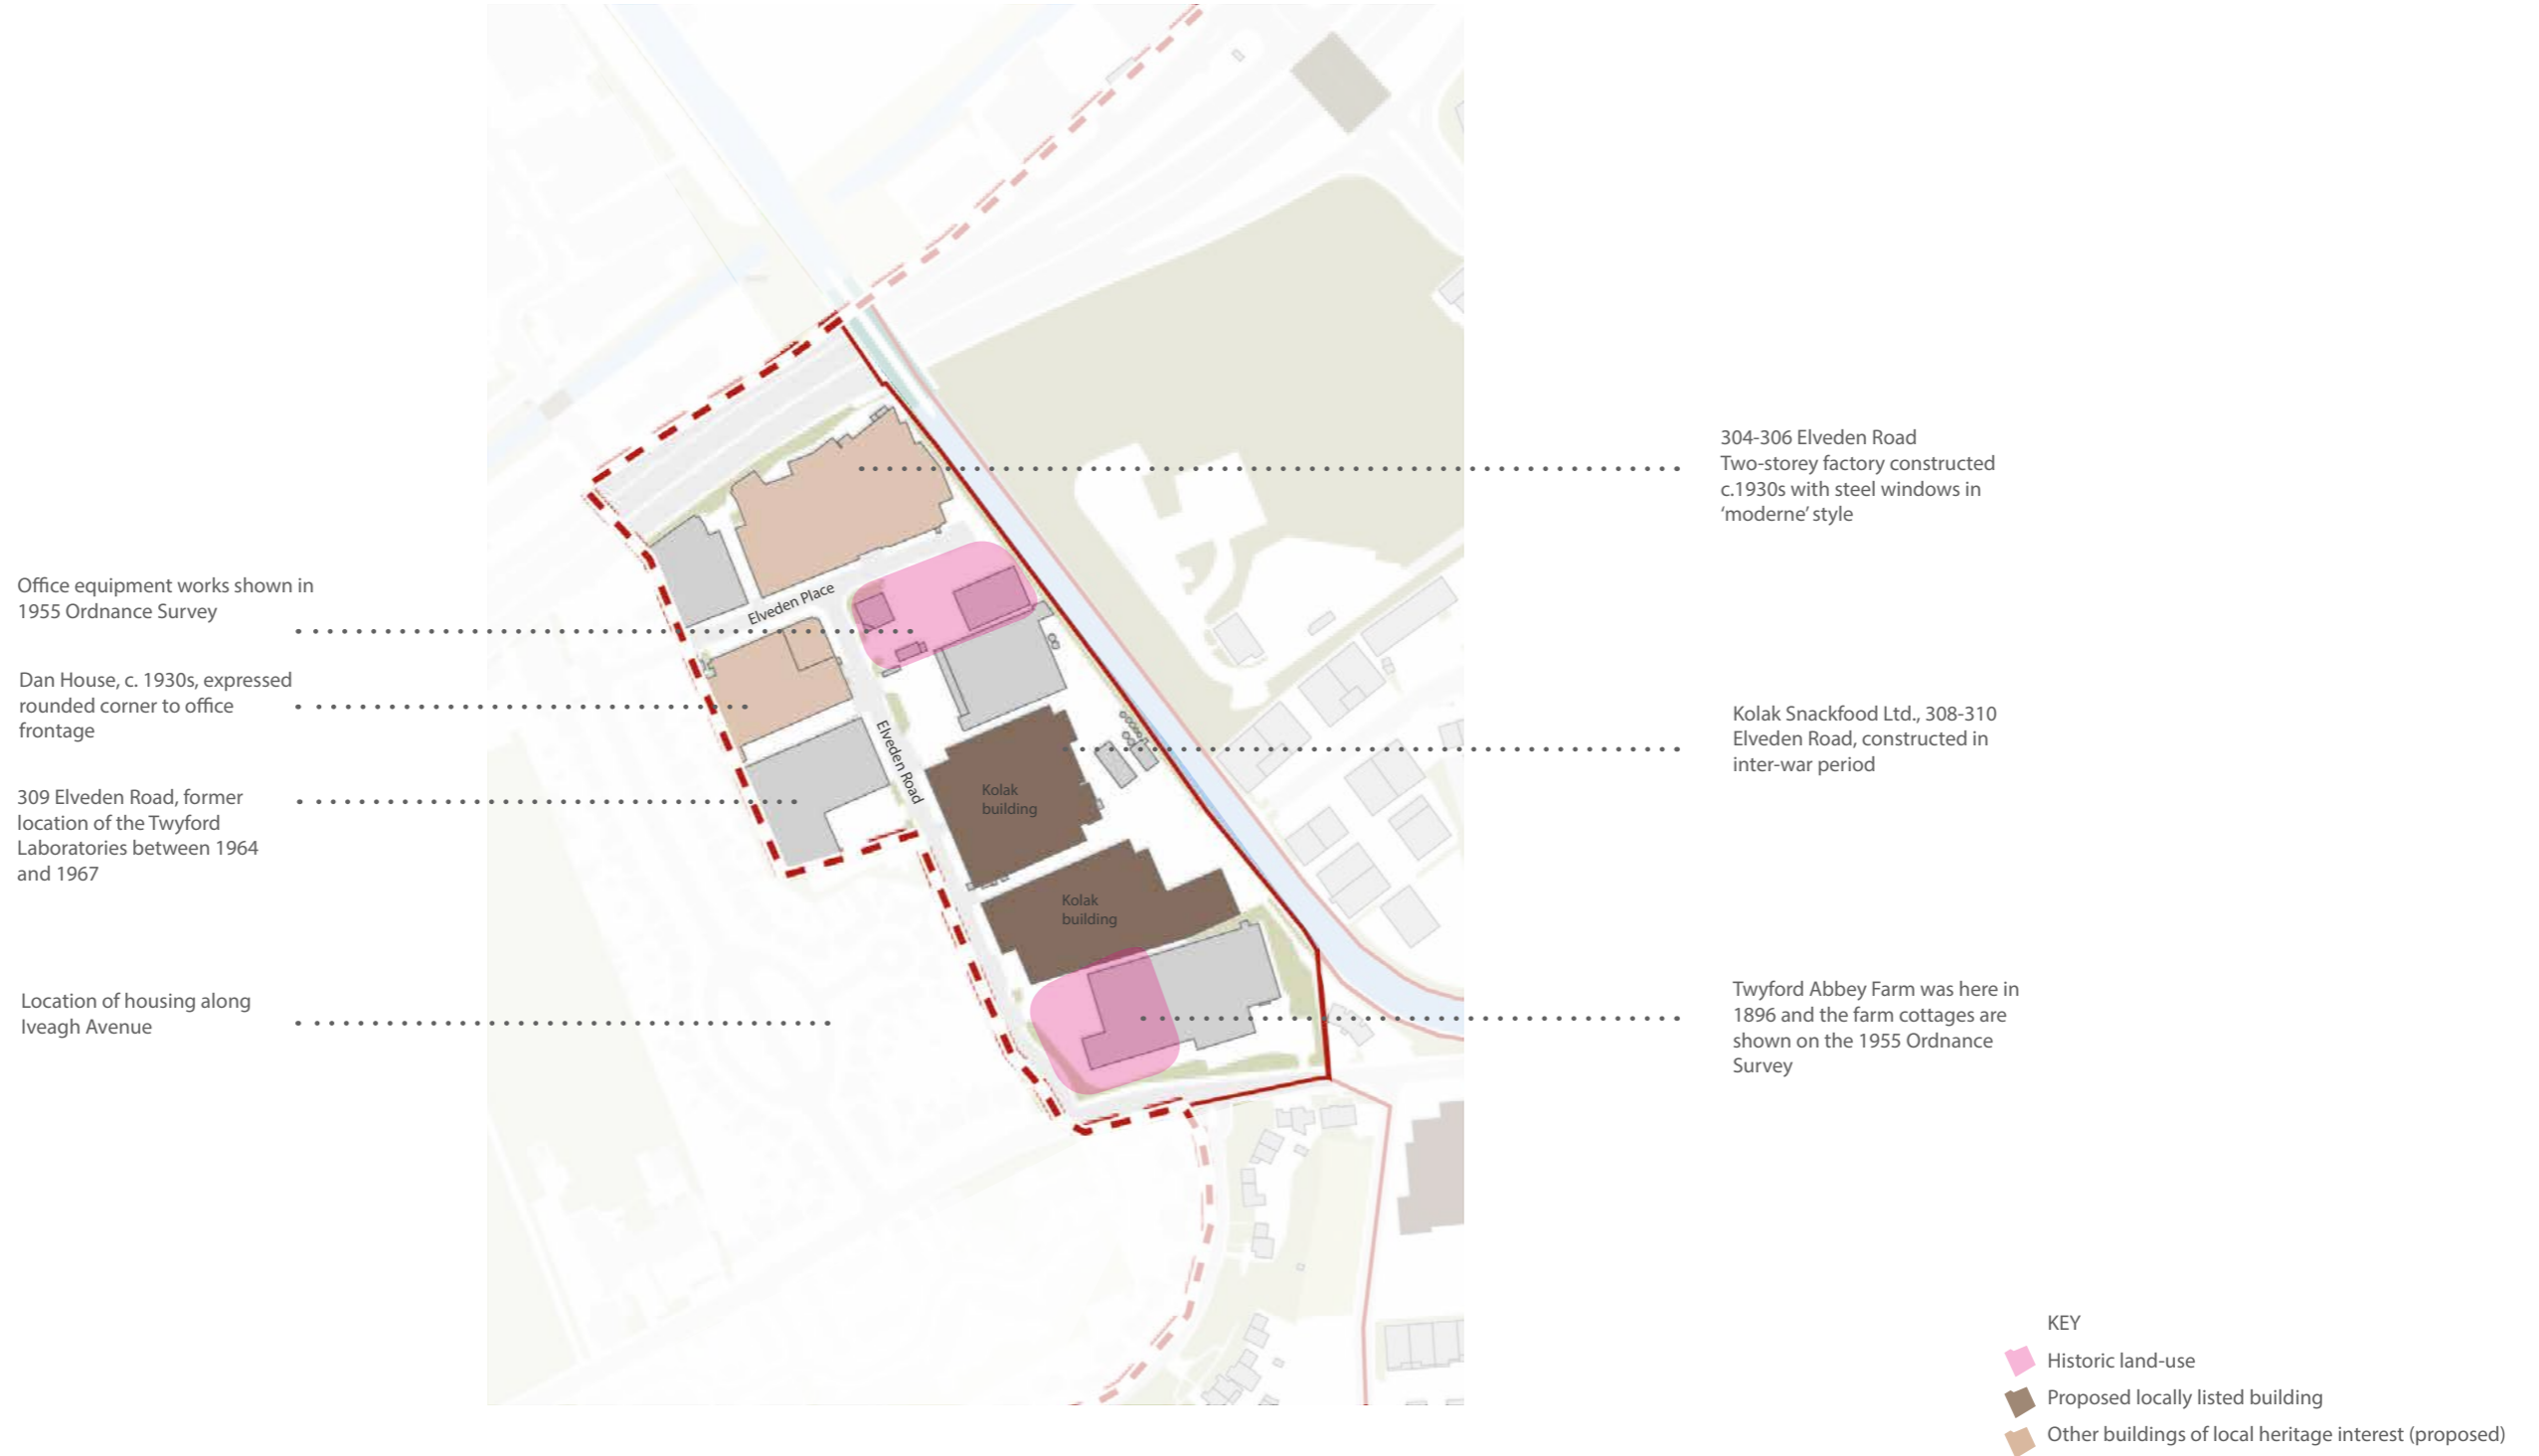 Office equipment works shown in
1955 Ordnance Survey
Dan House, c. 1930s, expressed
rounded corner to office
frontage
309 Elveden Road, former
location of the Twyford
Laboratories between 1964
and 1967
Location of housing along
Iveagh Avenue
Elveden Place
Elveden Road
Kolak
building
Kolak
building
304-306 Elveden Road
Two-storey factory constructed
c.1930s with steel windows in
‘moderne’ style
Kolak Snackfood Ltd., 308-310
Elveden Road, constructed in
inter-war period
Twyford Abbey Farm was here in
1896 and the farm cottages are
shown on the 1955 Ordnance
Survey
KEY
Historic land-use
Proposed locally listed building
Other buildings of local heritage interest (proposed)